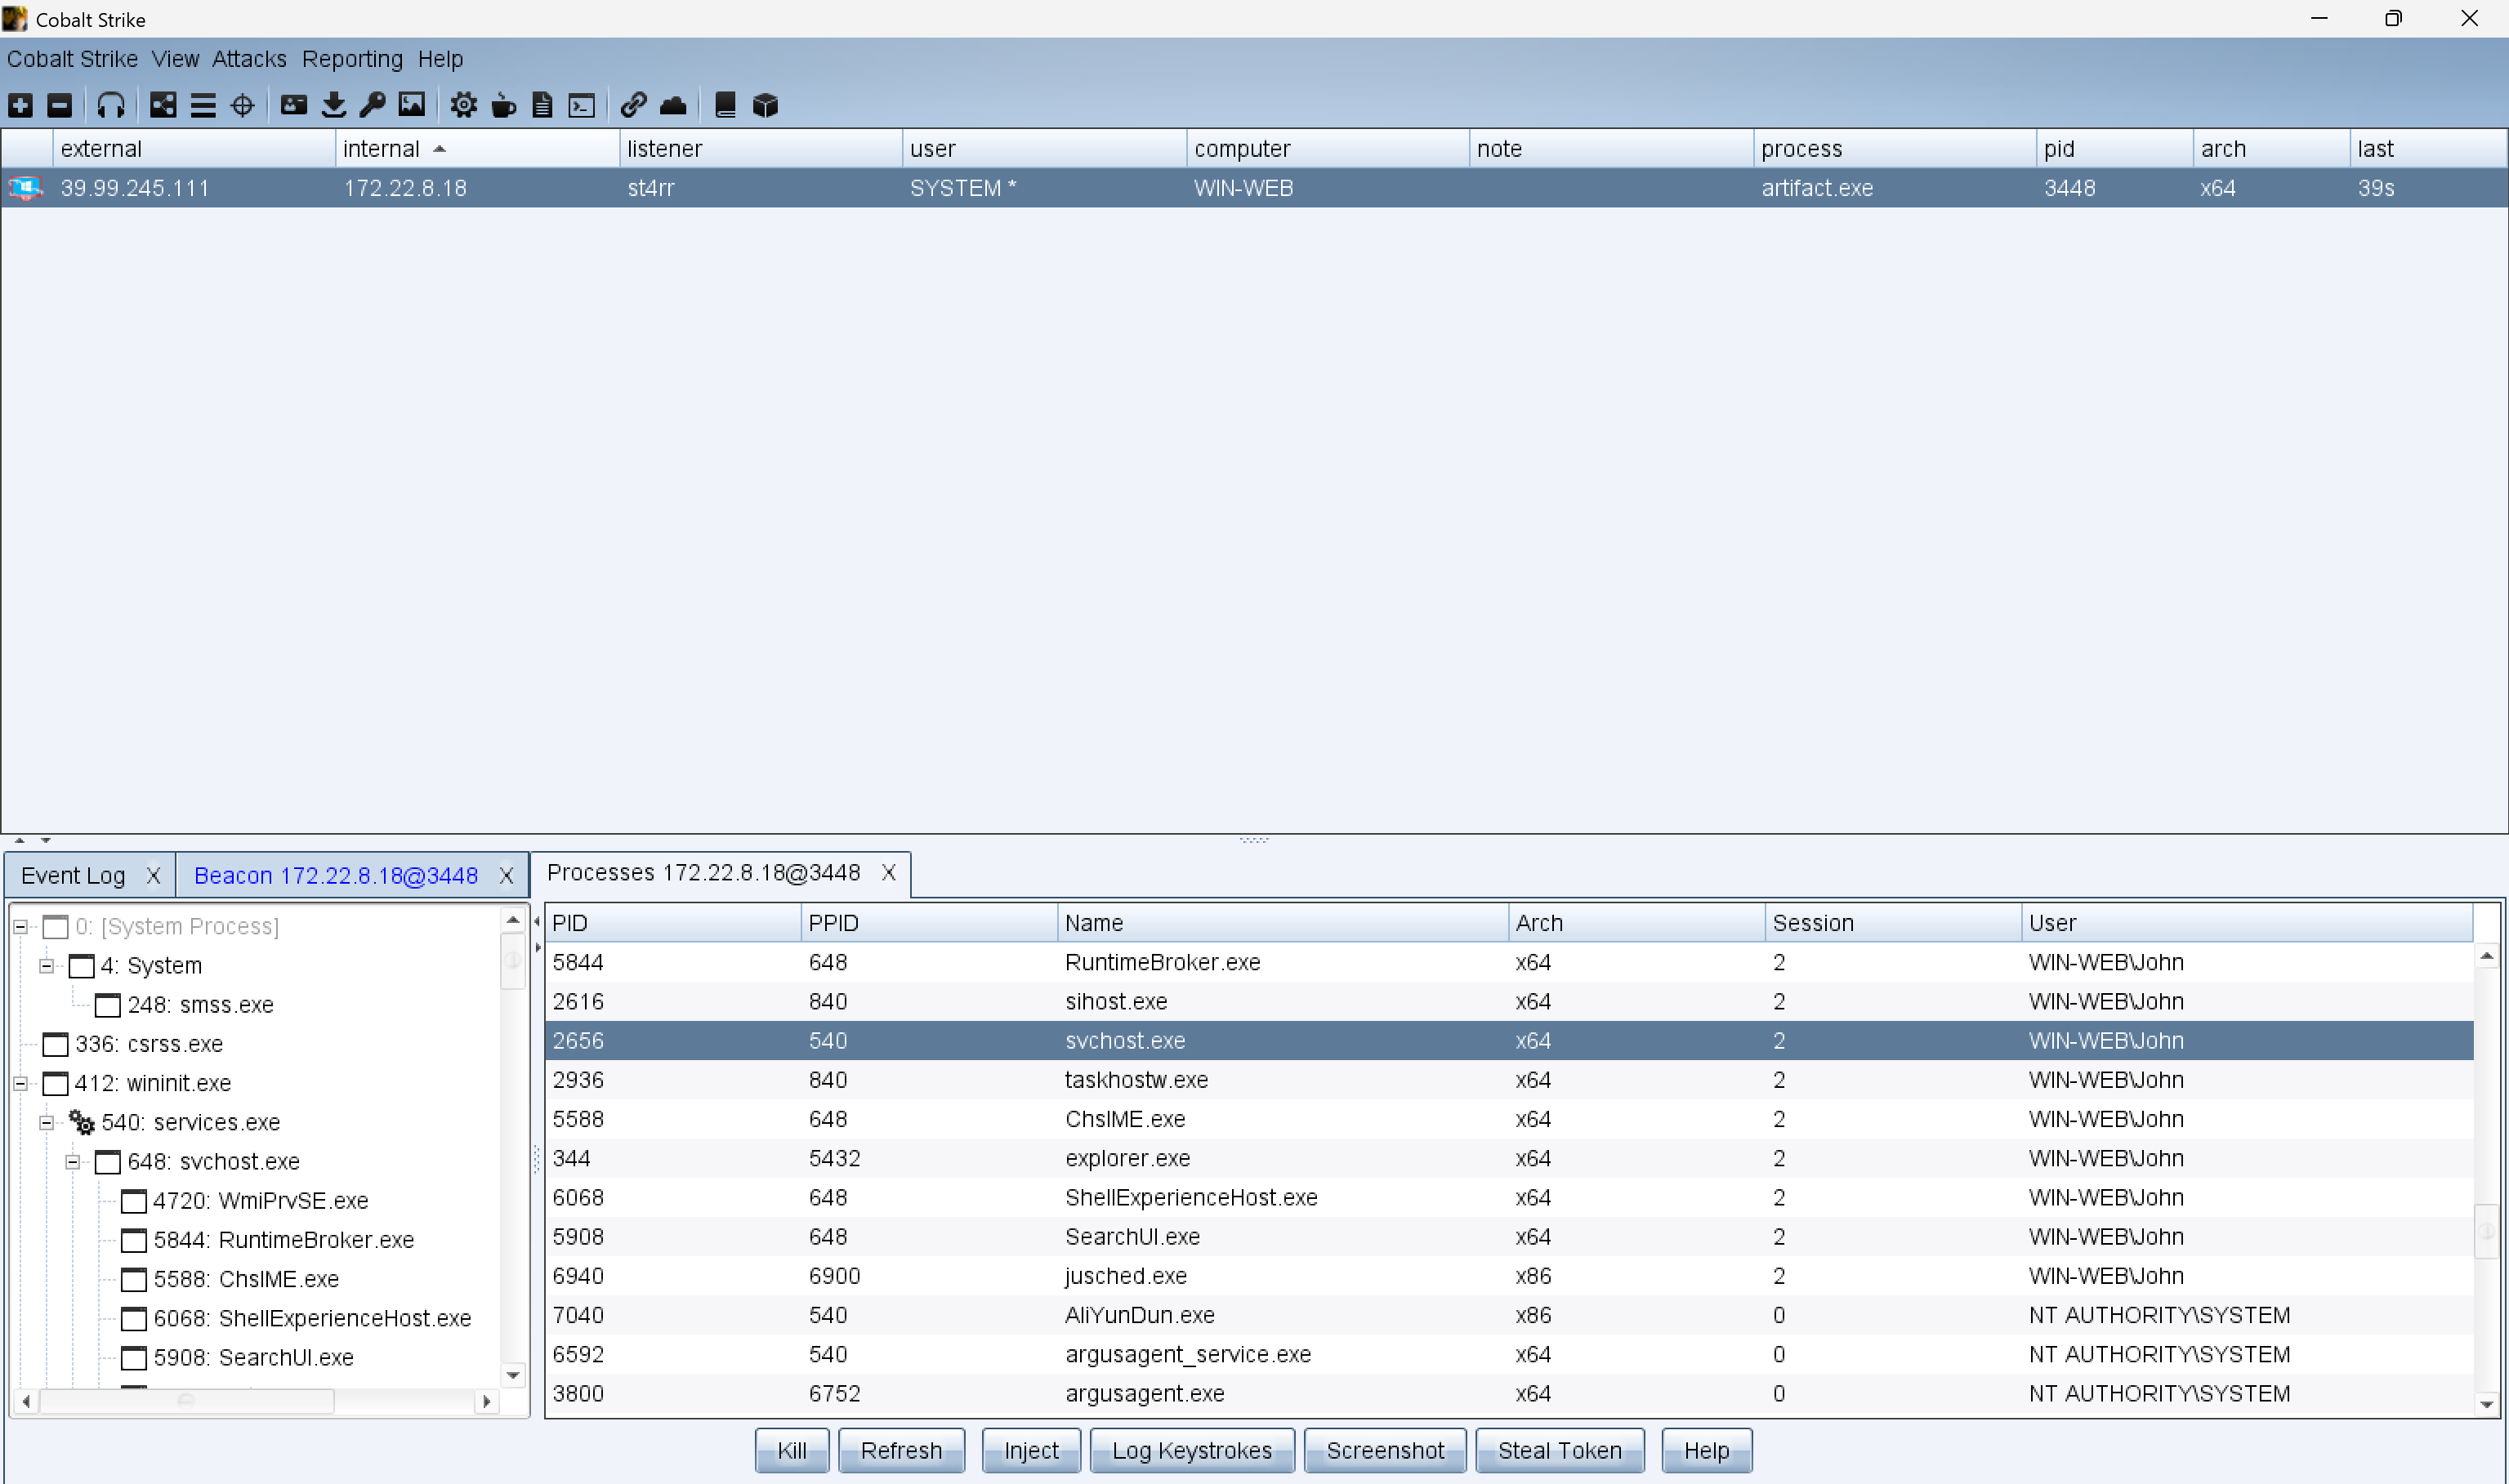 Cobalt Strike
Cobalt Strike View Attacks Reporting Help
external internal listener user computer note process pid arch last
39.99.245.111 172.22.8.18 st4rr SYSTEM * WIN-WEB artifact.exe 3448 x64 39s
Event Log X Beacon 172.22.8.18@3448 X Processes 172.22.8.18@3448 X
0: [System Process]
4: System
248: smss.exe
336: csrss.exe
412: wininit.exe
540: services.exe
648: svchost.exe
4720: WmiPrvSE.exe
5844: RuntimeBroker.exe
5588: ChsIME.exe
6068: ShellExperienceHost.exe
5908: SearchUI.exe
PID PPID Name Arch Session User
5844 648 RuntimeBroker.exe x64 2 WIN-WEB\John
2616 840 sihost.exe x64 2 WIN-WEB\John
2656 540 svchost.exe x64 2 WIN-WEB\John
2936 840 taskhostw.exe x64 2 WIN-WEB\John
5588 648 ChsIME.exe x64 2 WIN-WEB\John
344 5432 explorer.exe x64 2 WIN-WEB\John
6068 648 ShellExperienceHost.exe x64 2 WIN-WEB\John
5908 648 SearchUI.exe x64 2 WIN-WEB\John
6940 6900 jusched.exe x86 2 WIN-WEB\John
7040 540 AliYunDun.exe x86 0 NT AUTHORITY\SYSTEM
6592 540 argusagent_service.exe x64 0 NT AUTHORITY\SYSTEM
3800 6752 argusagent.exe x64 0 NT AUTHORITY\SYSTEM
Kill Refresh Inject Log Keystrokes Screenshot Steal Token Help